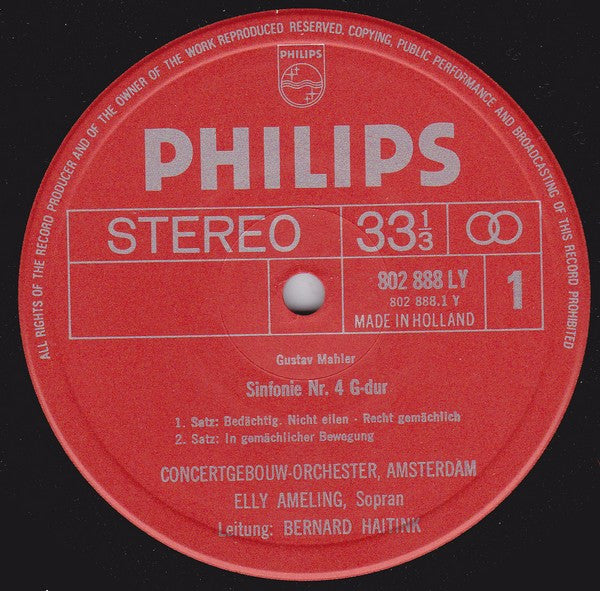 ALL RIGHTS OF THE RECORD PRODUCER AND OF THE OWNER OF THE WORK REPRODUCED RESERVED. COPYING, PUBLIC PERFORMANCE AND BROADCASTING OF THIS RECORD PROHIBITED
PHILIPS
PHILIPS
STEREO 33⅓
802 888 LY
802 888.1 Y
MADE IN HOLLAND
1
Gustav Mahler
Sinfonie Nr. 4 G-dur
1. Satz: Bedächtig. Nicht eilen - Recht gemächlich
2. Satz: In gemächlicher Bewegung
CONCERTGEBOUW-ORCHESTER, AMSTERDAM
ELLY AMELING, Sopran
Leitung: BERNARD HAITINK